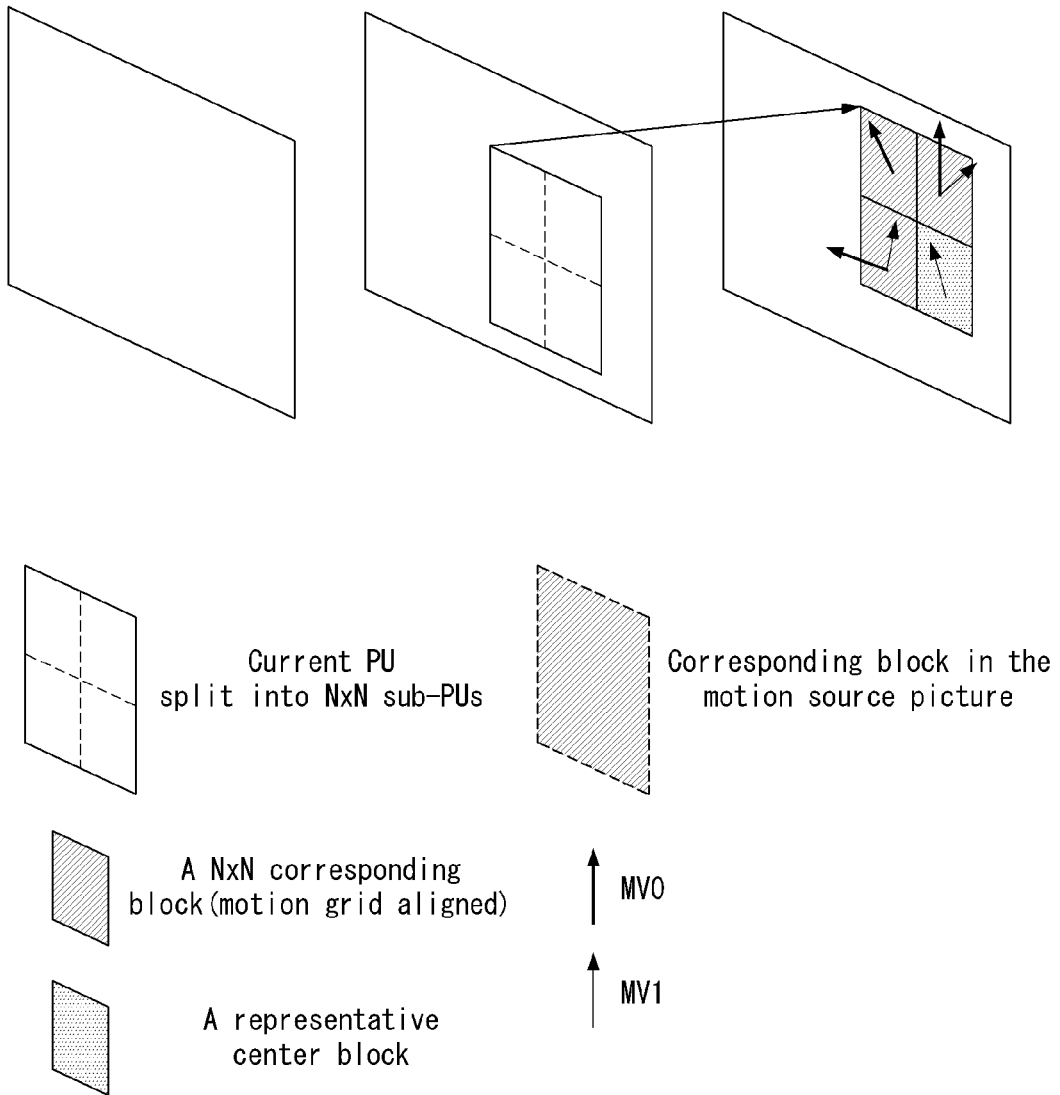 Current PU
split into NxN sub-PUs
Corresponding block in the
motion source picture
A NxN corresponding
block(motion grid aligned)
MV0
MV1
A representative
center block